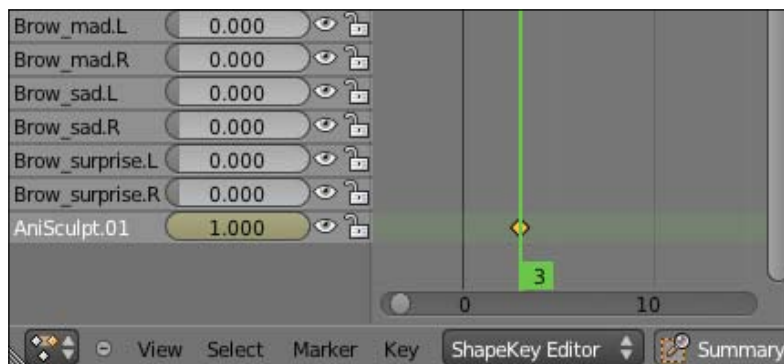 Brow_mad.L 0.000
Brow_mad.R 0.000
Brow_sad.L 0.000
Brow_sad.R 0.000
Brow_surprise.L 0.000
Brow_surprise.R 0.000
AniSculpt.01 1.000
3
0 10
View Select Marker Key ShapeKey Editor Summar